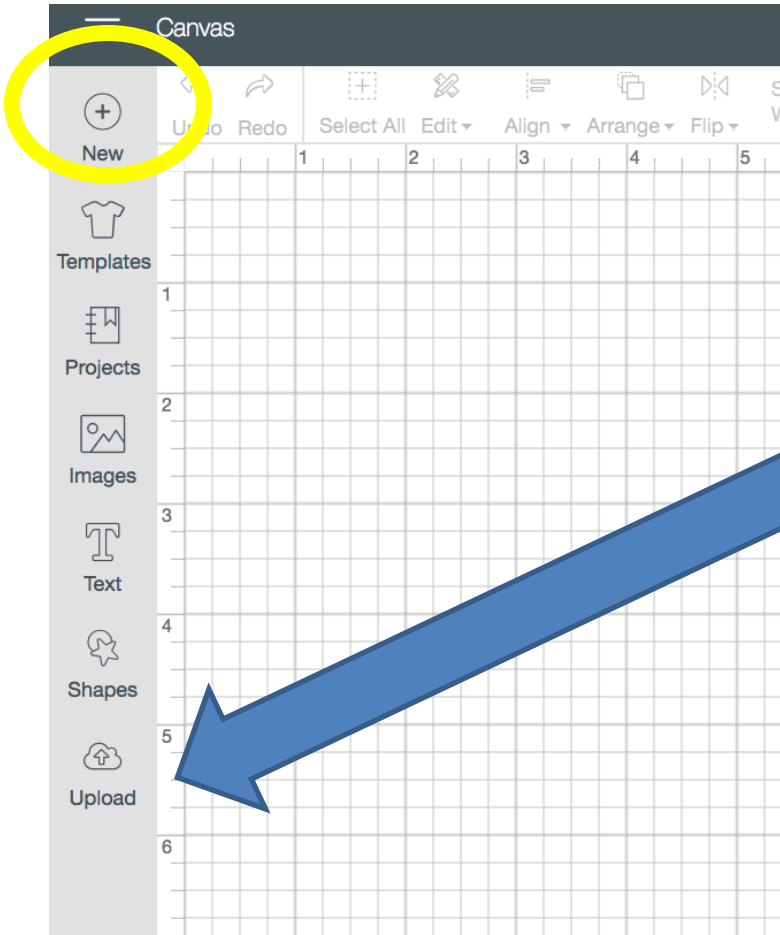 Canvas
Undo Redo Select All Edit Align Arrange Flip
New
1 2 3 4 5
Templates
1
Projects
2
Images
3
Text
4
Shapes
5
Upload
6